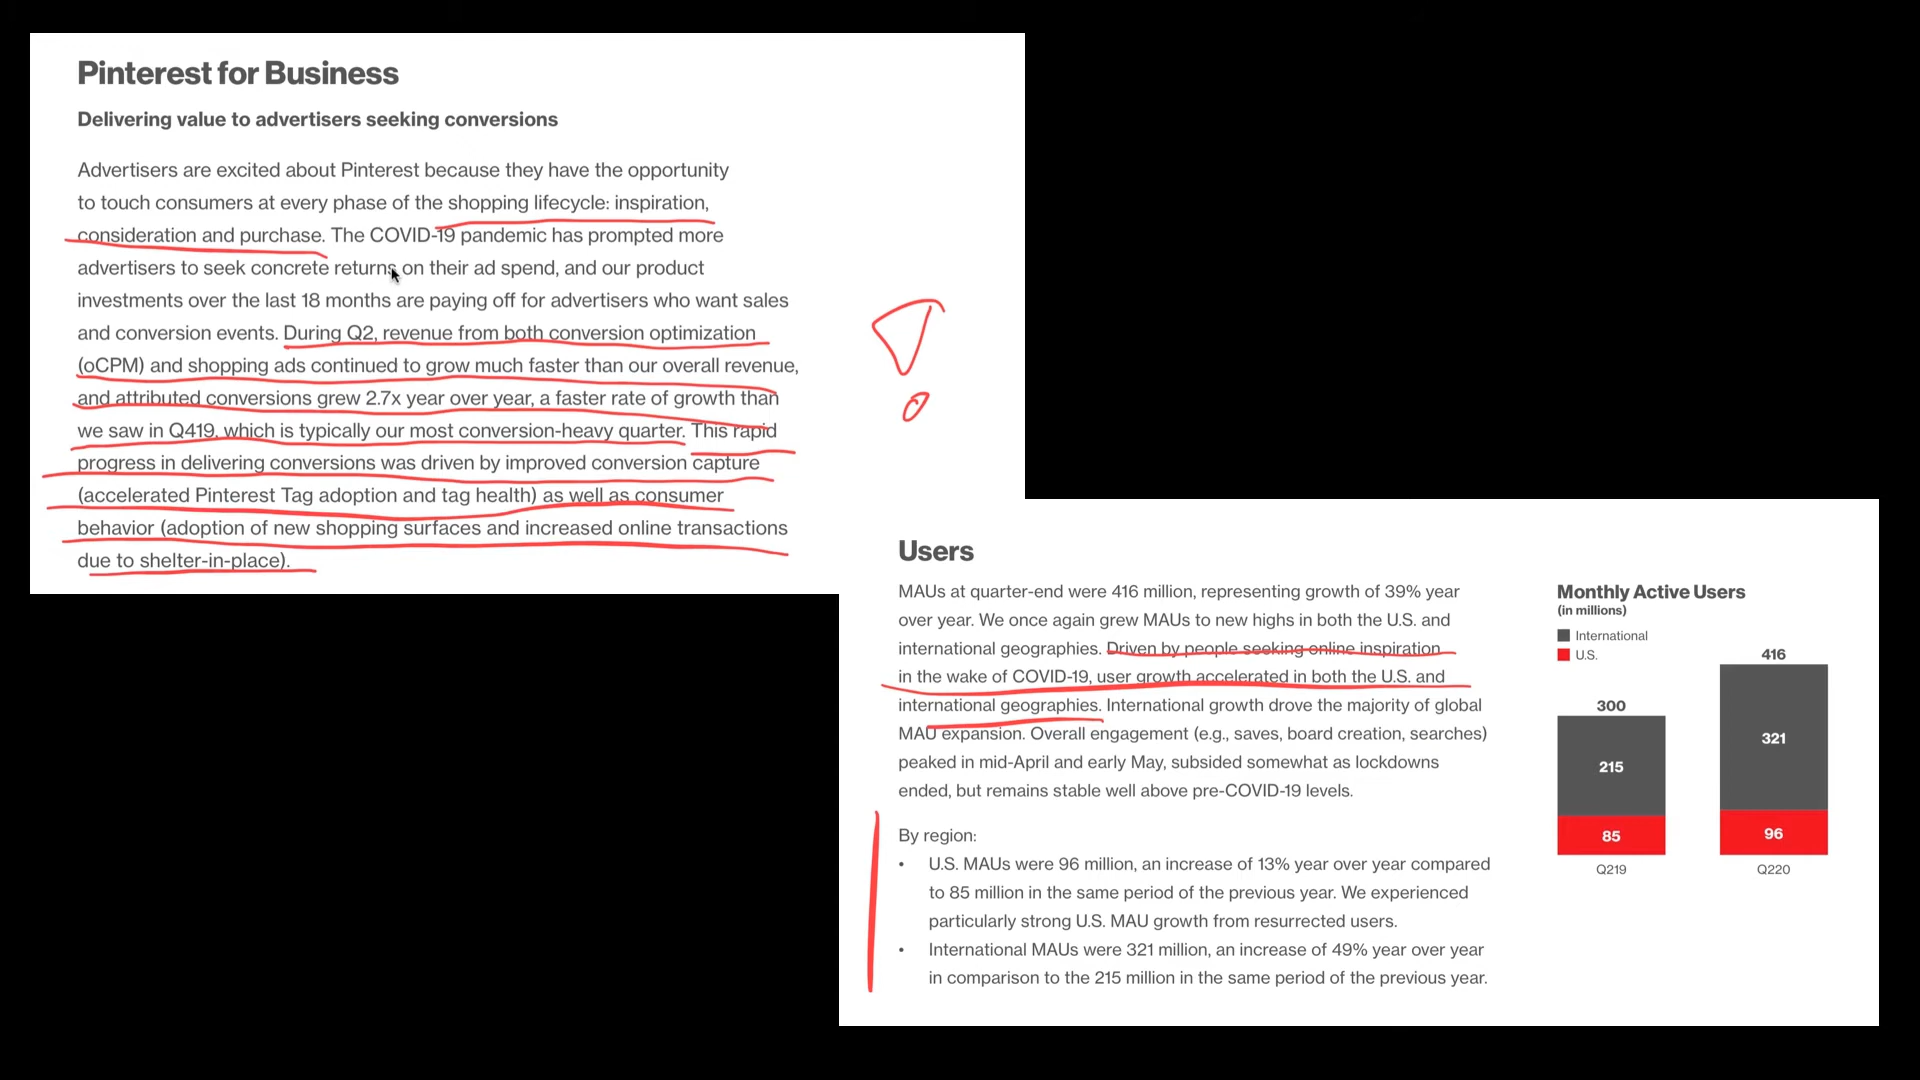 Pinterest for Business
Delivering value to advertisers seeking conversions
Advertisers are excited about Pinterest because they have the opportunity
to touch consumers at every phase of the shopping lifecycle: inspiration,
consideration and purchase. The COVID-19 pandemic has prompted more
advertisers to seek concrete returns on their ad spend, and our product
investments over the last 18 months are paying off for advertisers who want sales
and conversion events. During Q2, revenue from both conversion optimization
(oCPM) and shopping ads continued to grow much faster than our overall revenue,
and attributed conversions grew 2.7x year over year, a faster rate of growth than
we saw in Q419, which is typically our most conversion-heavy quarter. This rapid
progress in delivering conversions was driven by improved conversion capture
(accelerated Pinterest Tag adoption and tag health) as well as consumer
behavior (adoption of new shopping surfaces and increased online transactions
due to shelter-in-place).
Users
MAUs at quarter-end were 416 million, representing growth of 39% year
over year. We once again grew MAUs to new highs in both the U.S. and
international geographies. Driven by people seeking online inspiration
in the wake of COVID-19, user growth accelerated in both the U.S. and
international geographies. International growth drove the majority of global
MAU expansion. Overall engagement (e.g., saves, board creation, searches)
peaked in mid-April and early May, subsided somewhat as lockdowns
ended, but remains stable well above pre-COVID-19 levels.
By region:
• U.S. MAUs were 96 million, an increase of 13% year over year compared
to 85 million in the same period of the previous year. We experienced
particularly strong U.S. MAU growth from resurrected users.
• International MAUs were 321 million, an increase of 49% year over year
in comparison to the 215 million in the same period of the previous year.
Monthly Active Users
(in millions)
International
U.S.
300
215
85
Q219
416
321
96
Q220